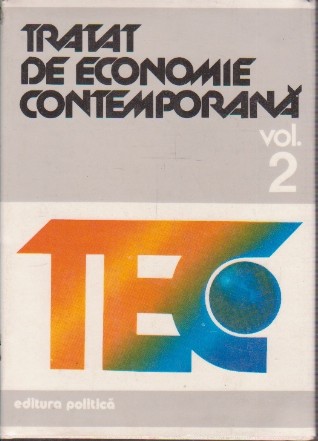 TRATAT
DE ECONOMIE
CONTEMPORANĂ
vol.
2
TEC
editura politică